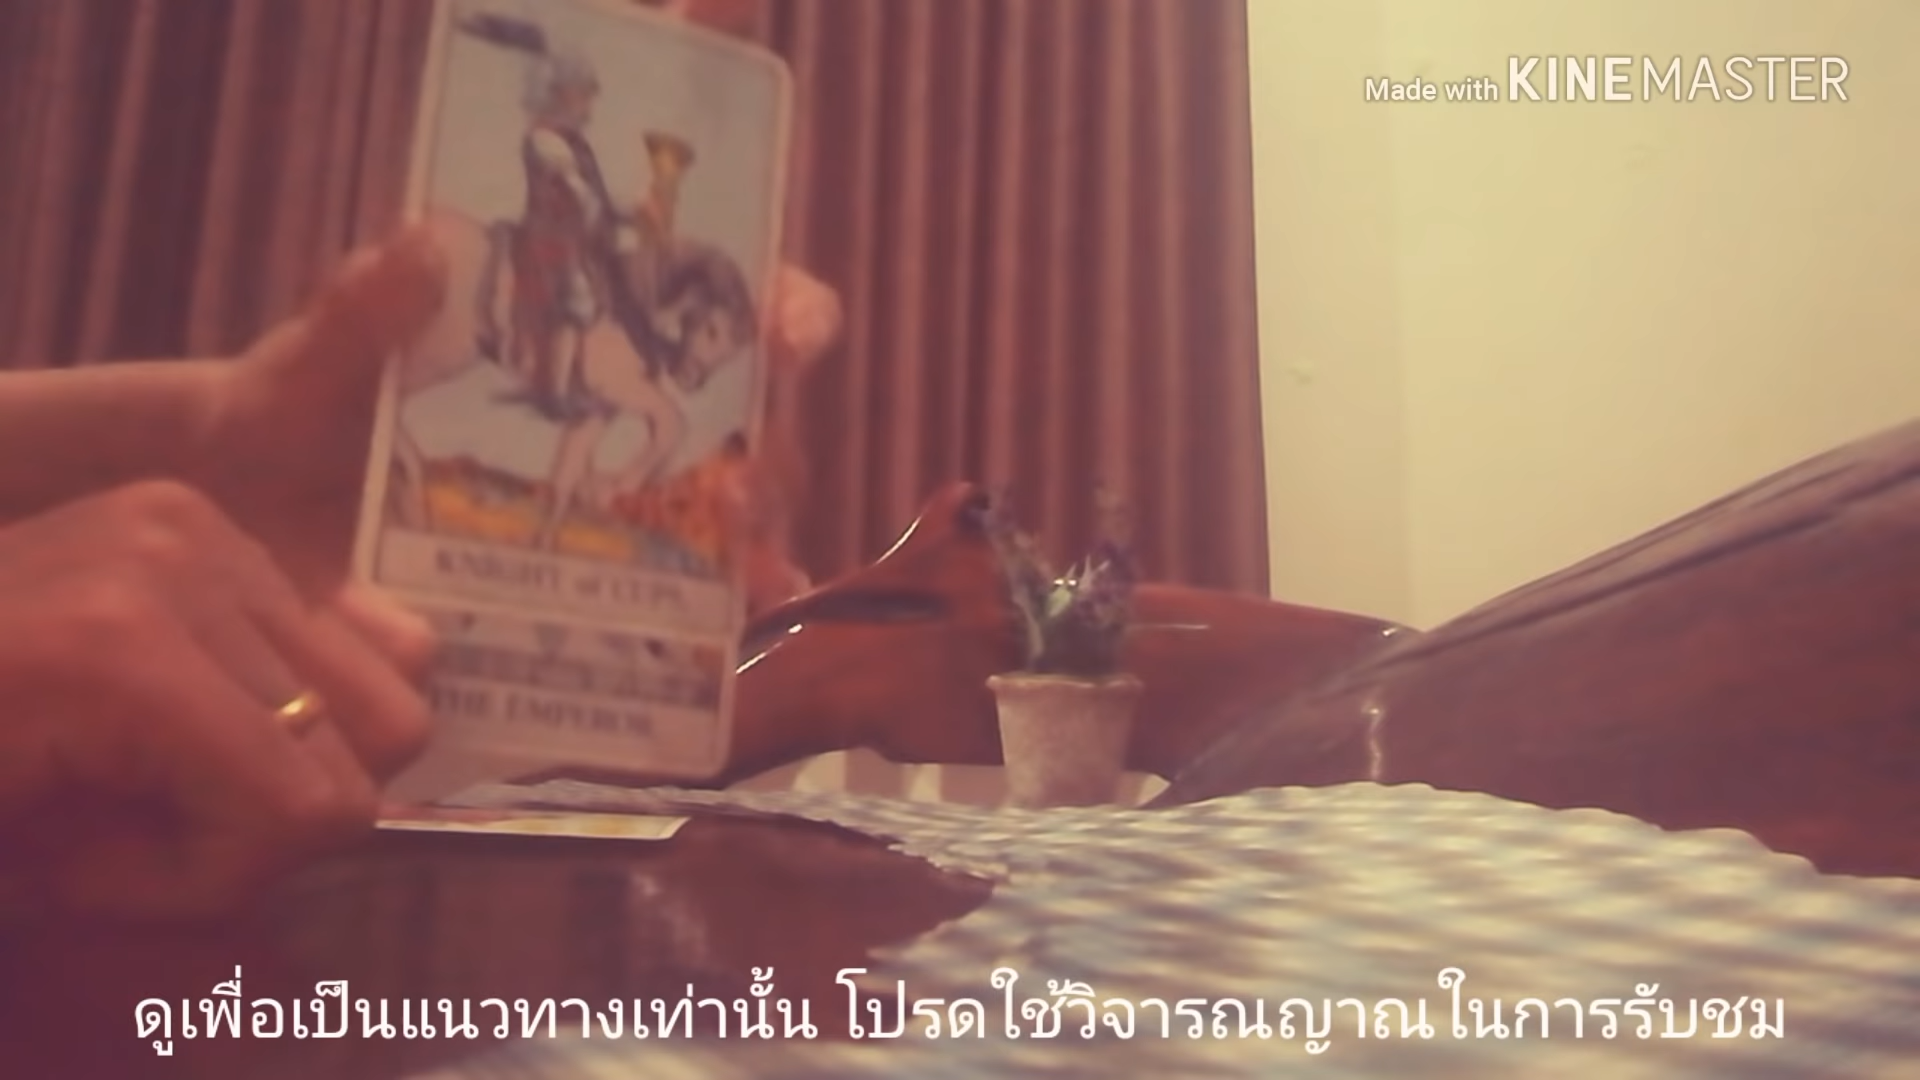 Made with KINEMASTER
KNIGHT of CUPS.
THE EMPEROR.
ดูเพื่อเป็นแนวทางเท่านั้น โปรดใช้วิจารณญาณในการรับชม